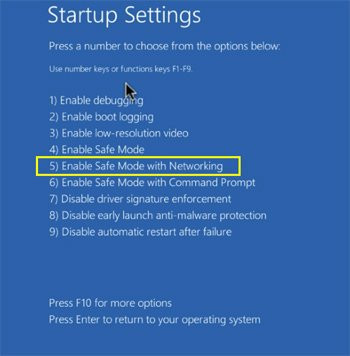 Startup Settings
Press a number to choose from the options below:
Use number keys or functions keys F1-F9.
1) Enable debugging
2) Enable boot logging
3) Enable low-resolution video
4) Enable Safe Mode
5) Enable Safe Mode with Networking
6) Enable Safe Mode with Command Prompt
7) Disable driver signature enforcement
8) Disable early launch anti-malware protection
9) Disable automatic restart after failure
Press F10 for more options
Press Enter to return to your operating system